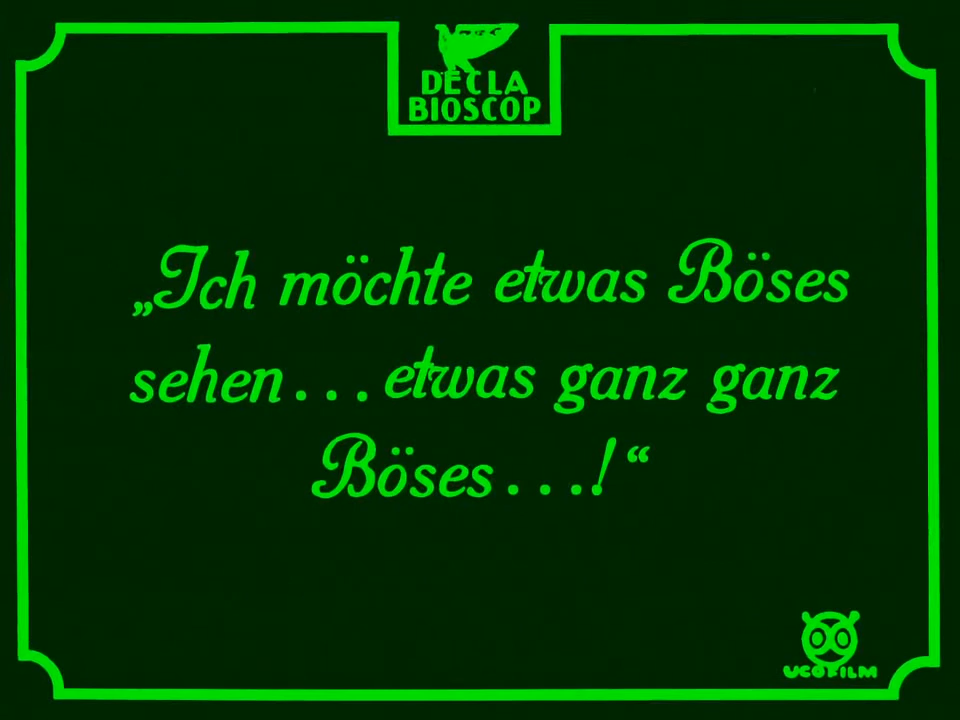 DECLA
BIOSCOP
„Ich möchte etwas Böses
sehen...etwas ganz ganz
Böses...!“
UCOFILM